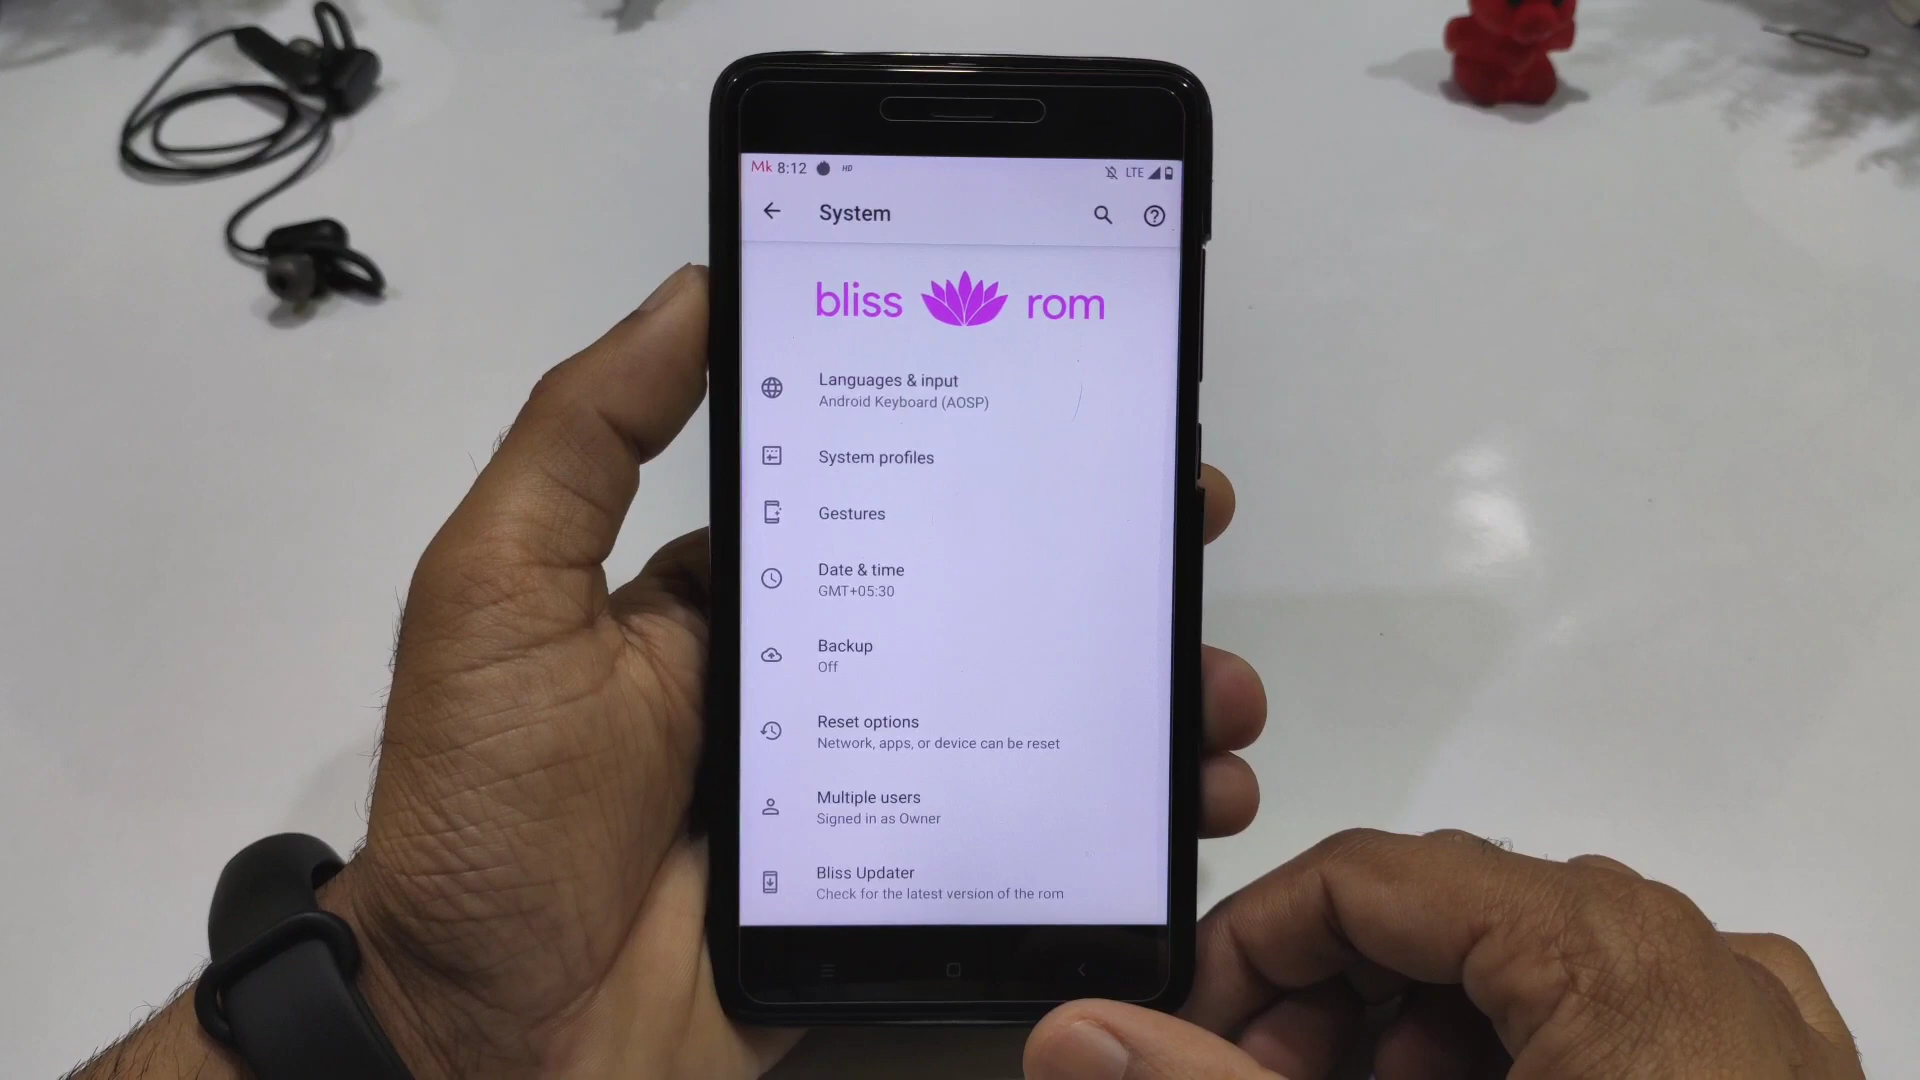 Mk 8:12 HD LTE
System
bliss rom
Languages & input
Android Keyboard (AOSP)
System profiles
Gestures
Date & time
GMT+05:30
Backup
Off
Reset options
Network, apps, or device can be reset
Multiple users
Signed in as Owner
Bliss Updater
Check for the latest version of the rom